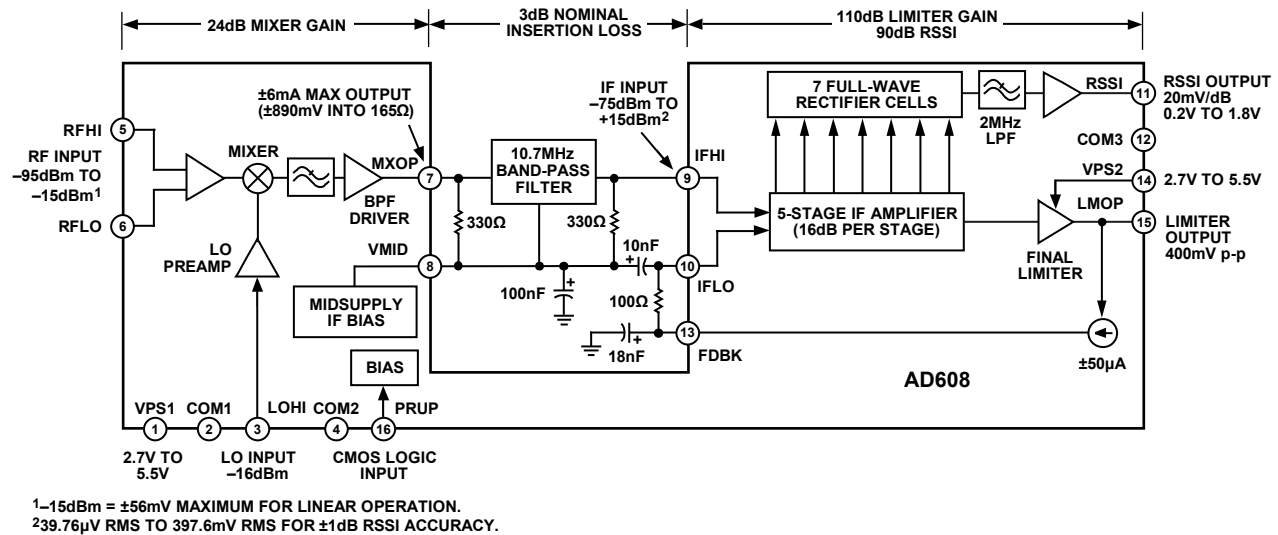 24dB MIXER GAIN
3dB NOMINAL
INSERTION LOSS
110dB LIMITER GAIN
90dB RSSI
±6mA MAX OUTPUT
(±890mV INTO 165Ω)
IF INPUT
–75dBm TO
+15dBm²
7 FULL-WAVE
RECTIFIER CELLS
2MHz
LPF
RSSI
11
RSSI OUTPUT
20mV/dB
0.2V TO 1.8V
COM3
12
RFHI
5
RF INPUT
–95dBm TO
–15dBm¹
RFLO
6
MIXER
LO
PREAMP
BPF
DRIVER
MXOP
7
10.7MHz
BAND-PASS
FILTER
330Ω
330Ω
IFHI
9
5-STAGE IF AMPLIFIER
(16dB PER STAGE)
VPS2
14
2.7V TO 5.5V
LMOP
15
LIMITER
OUTPUT
400mV p-p
FINAL
LIMITER
VMID
8
10nF
+
10
IFLO
MIDSUPPLY
IF BIAS
100nF
+
100Ω
18nF
+
13
FDBK
±50µA
BIAS
AD608
VPS1
COM1
LOHI
COM2
PRUP
1
2
3
4
16
2.7V TO
5.5V
LO INPUT
–16dBm
CMOS LOGIC
INPUT
¹–15dBm = ±56mV MAXIMUM FOR LINEAR OPERATION.
²39.76µV RMS TO 397.6mV RMS FOR ±1dB RSSI ACCURACY.